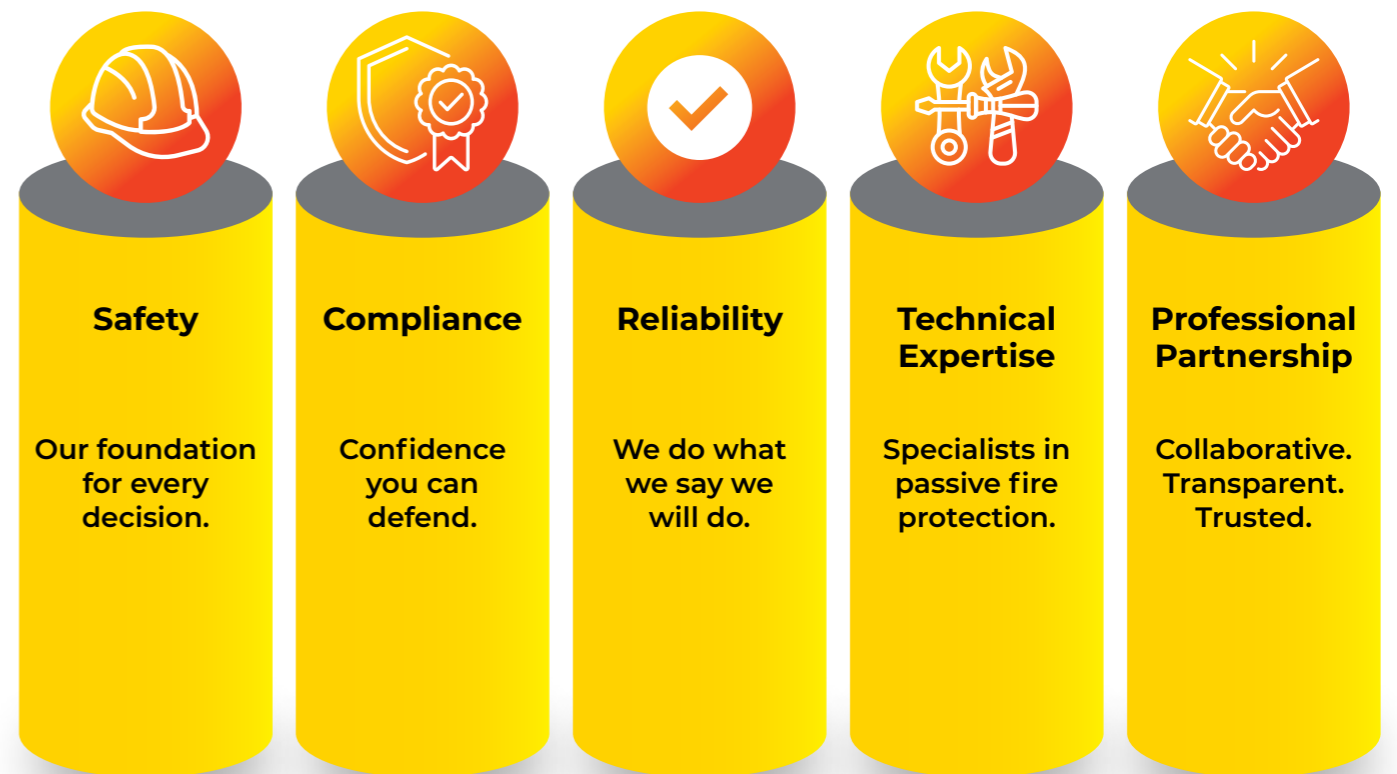 Safety
Our foundation
for every
decision.
Compliance
Confidence
you can
defend.
Reliability
We do what
we say we
will do.
Technical
Expertise
Specialists in
passive fire
protection.
Professional
Partnership
Collaborative.
Transparent.
Trusted.